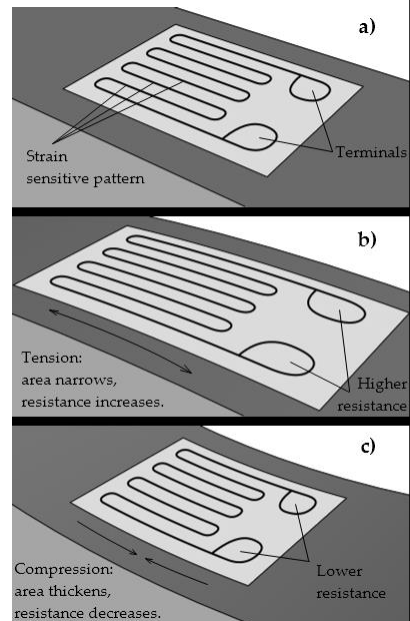 a)
Strain
sensitive pattern
Terminals
b)
Tension:
area narrows,
resistance increases.
Higher
resistance
c)
Compression:
area thickens,
resistance decreases.
Lower
resistance